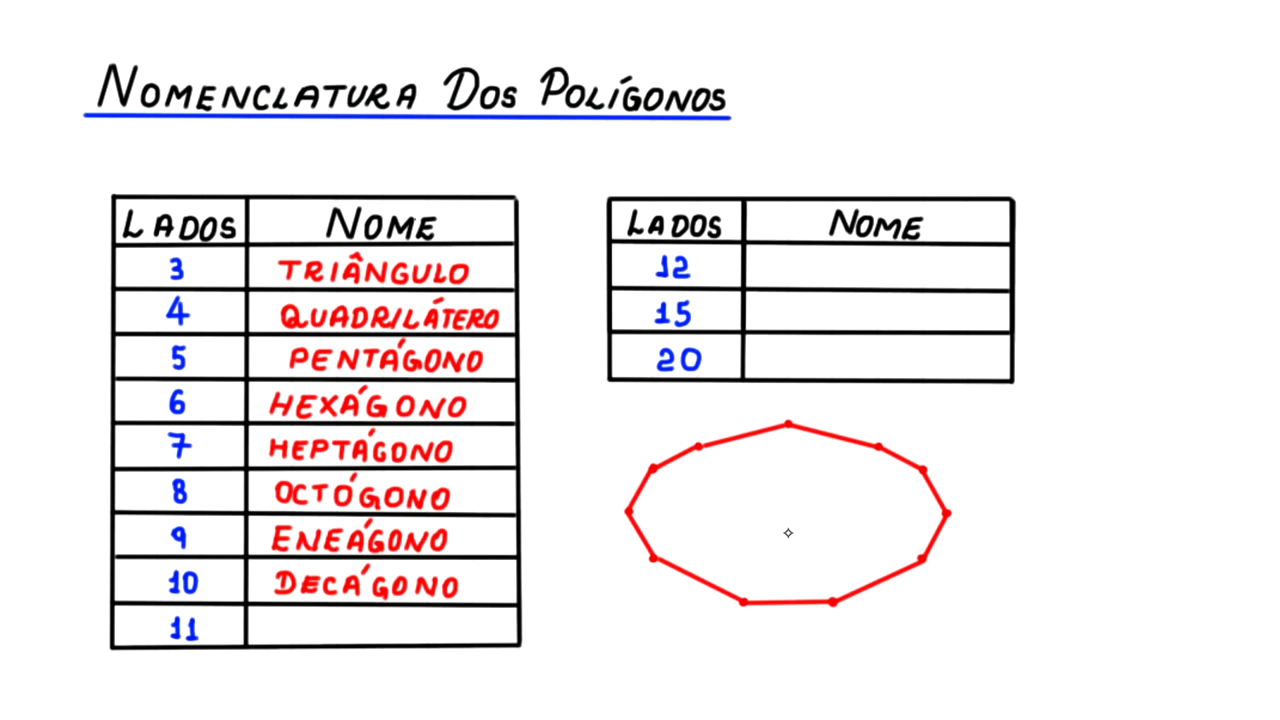 NOMENCLATURA DOS POLÍGONOS
LADOS NOME
3 TRIÂNGULO
4 QUADRILÁTERO
5 PENTÁGONO
6 HEXÁGONO
7 HEPTÁGONO
8 OCTÓGONO
9 ENEÁGONO
10 DECÁGONO
11
LADOS NOME
12
15
20